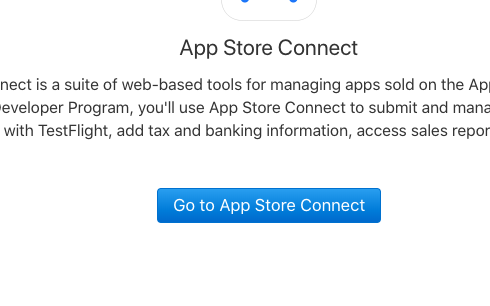 App Store Connect
nect is a suite of web-based tools for managing apps sold on the Ap
eveloper Program, you'll use App Store Connect to submit and mana
with TestFlight, add tax and banking information, access sales repor
Go to App Store Connect